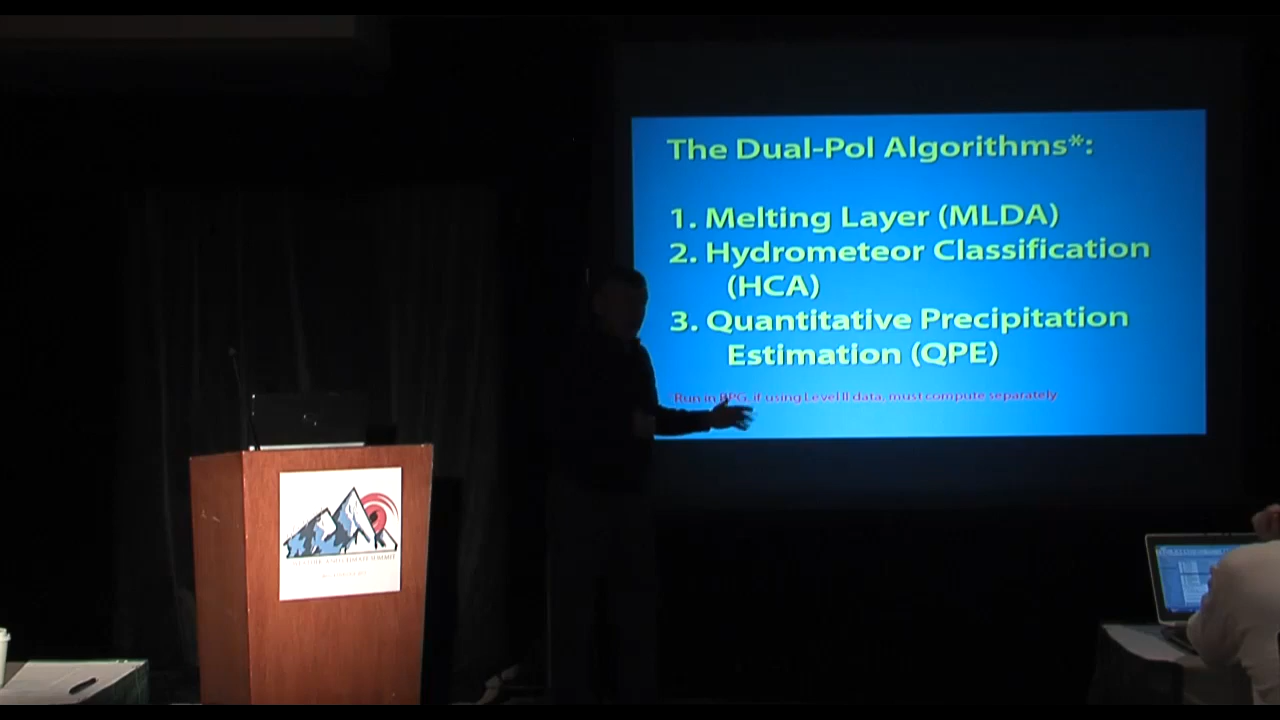 The Dual-Pol Algorithms*:
1. Melting Layer (MLDA)
2. Hydrometeor Classification
(HCA)
3. Quantitative Precipitation
Estimation (QPE)
Run in RPG, if using Level II data, must compute separately